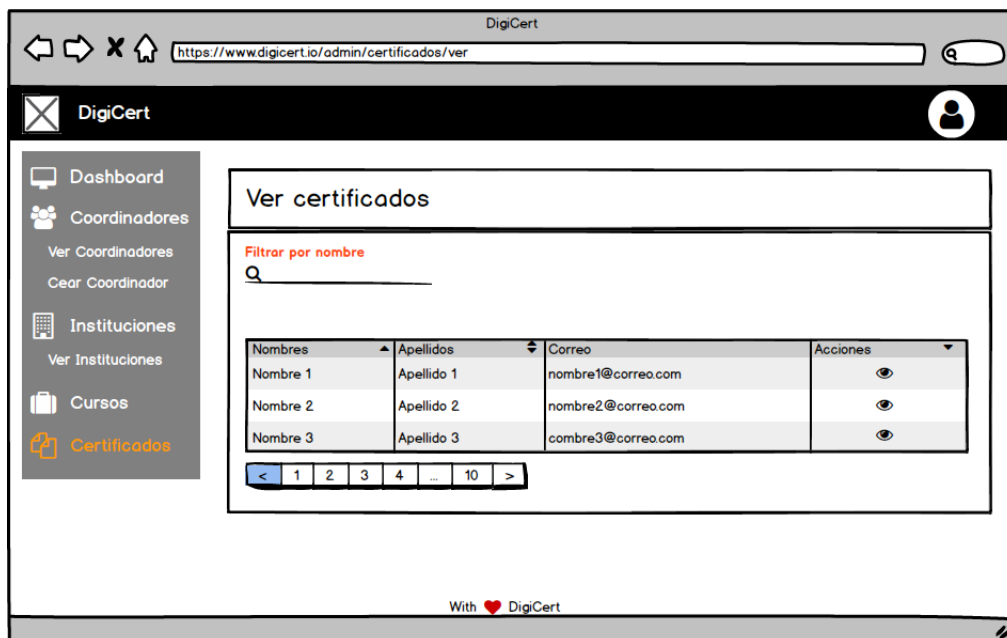 DigiCert
https://www.digicert.io/admin/certificados/ver
DigiCert
Dashboard
Coordinadores
Ver Coordinadores
Cear Coordinador
Instituciones
Ver Instituciones
Cursos
Certificados
Ver certificados
Filtrar por nombre
Nombres Apellidos Correo Acciones
Nombre 1 Apellido 1 nombre1@correo.com
Nombre 2 Apellido 2 nombre2@correo.com
Nombre 3 Apellido 3 combre3@correo.com
< 1 2 3 4 ... 10 >
With DigiCert